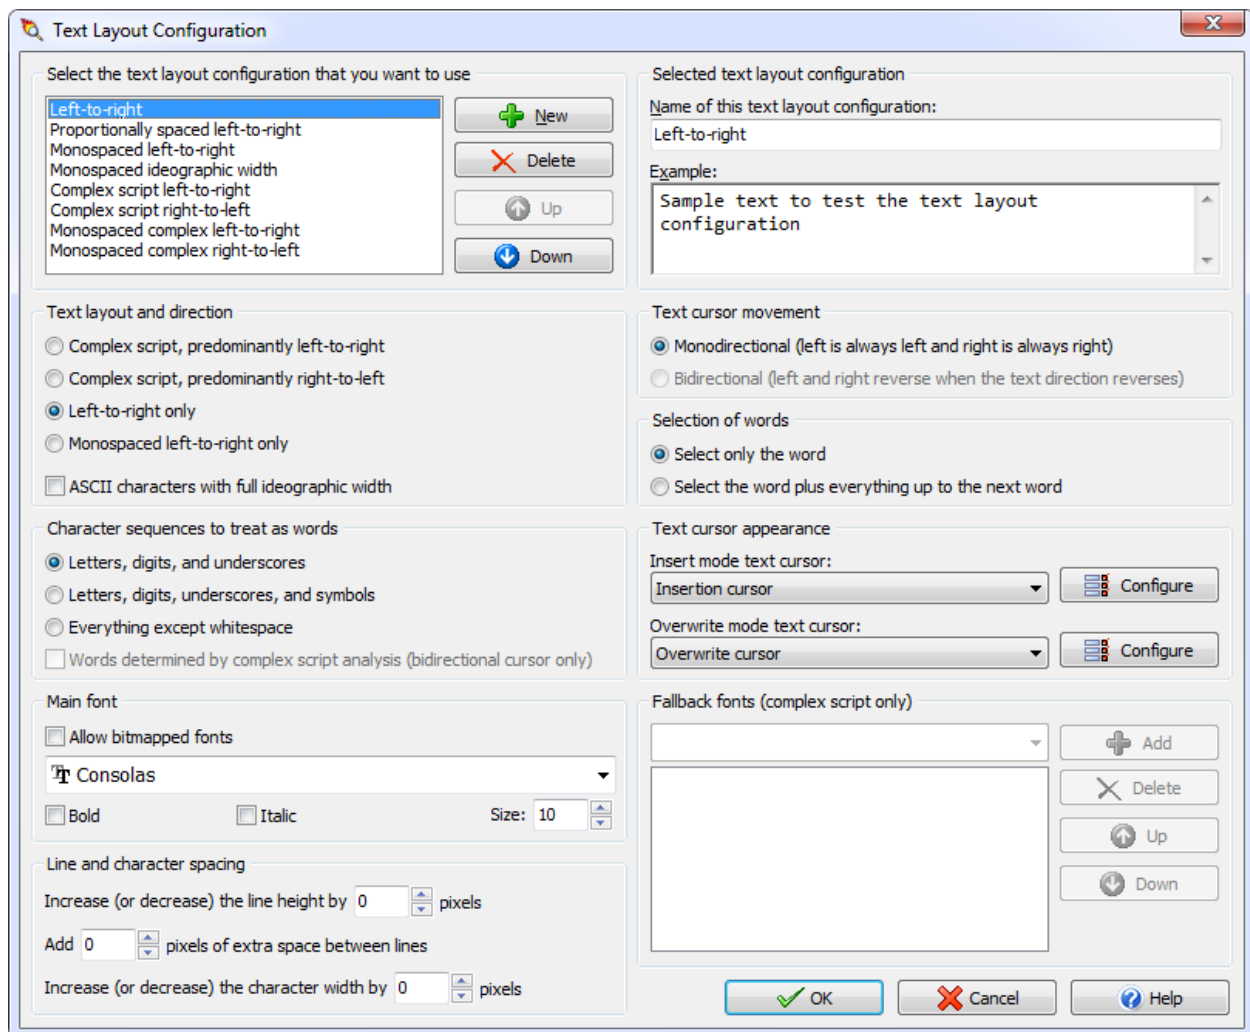 Text Layout Configuration
Select the text layout configuration that you want to use
Left-to-right
Proportionally spaced left-to-right
Monospaced left-to-right
Monospaced ideographic width
Complex script left-to-right
Complex script right-to-left
Monospaced complex left-to-right
Monospaced complex right-to-left
New
Delete
Up
Down
Selected text layout configuration
Name of this text layout configuration:
Left-to-right
Example:
Sample text to test the text layout
configuration
Text layout and direction
Complex script, predominantly left-to-right
Complex script, predominantly right-to-left
Left-to-right only
Monospaced left-to-right only
ASCII characters with full ideographic width
Text cursor movement
Monodirectional (left is always left and right is always right)
Bidirectional (left and right reverse when the text direction reverses)
Selection of words
Select only the word
Select the word plus everything up to the next word
Character sequences to treat as words
Letters, digits, and underscores
Letters, digits, underscores, and symbols
Everything except whitespace
Words determined by complex script analysis (bidirectional cursor only)
Text cursor appearance
Insert mode text cursor:
Insertion cursor
Configure
Overwrite mode text cursor:
Overwrite cursor
Configure
Main font
Allow bitmapped fonts
Consolas
Bold Italic Size: 10
Fallback fonts (complex script only)
Add
Delete
Up
Down
Line and character spacing
Increase (or decrease) the line height by 0 pixels
Add 0 pixels of extra space between lines
Increase (or decrease) the character width by 0 pixels
OK Cancel Help